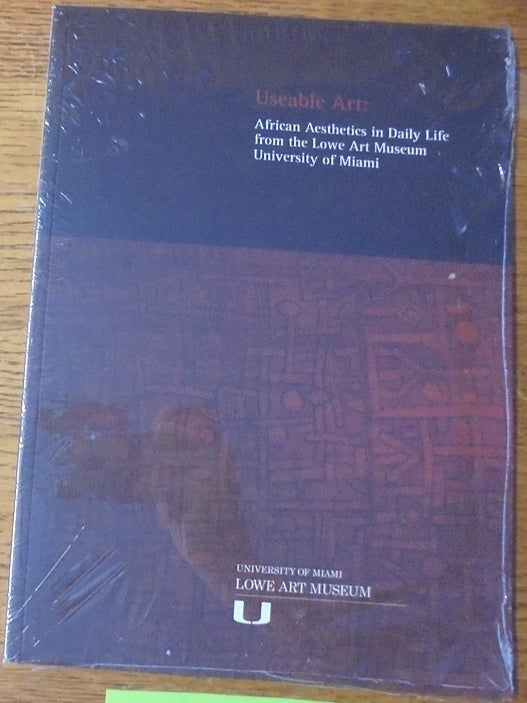 Useable Art:
African Aesthetics in Daily Life
from the Lowe Art Museum
University of Miami
UNIVERSITY OF MIAMI
LOWE ART MUSEUM
U